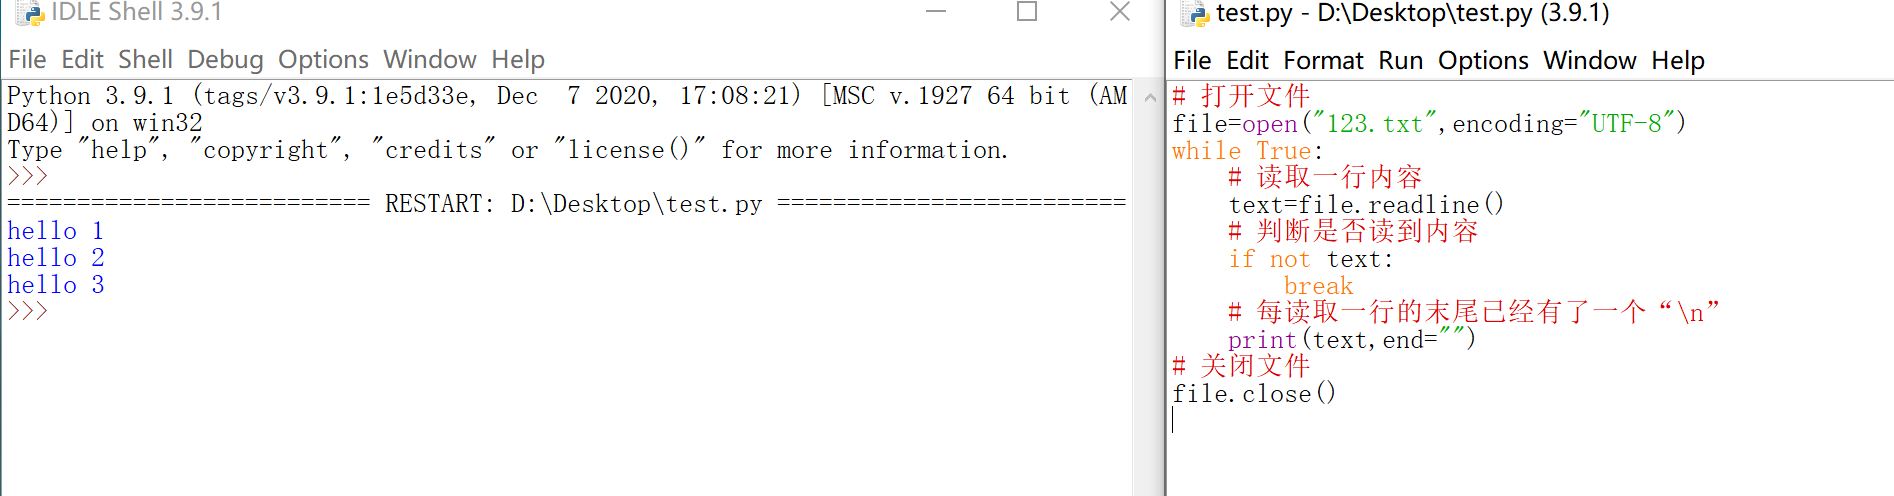 IDLE Shell 3.9.1
File Edit Shell Debug Options Window Help
Python 3.9.1 (tags/v3.9.1:1e5d33e, Dec  7 2020, 17:08:21) [MSC v.1927 64 bit (AM
D64)] on win32
Type "help", "copyright", "credits" or "license()" for more information.
>>>
========================== RESTART: D:\Desktop\test.py =========================
hello 1
hello 2
hello 3
>>>
test.py - D:\Desktop\test.py (3.9.1)
File Edit Format Run Options Window Help
# 打开文件
file=open("123.txt",encoding="UTF-8")
while True:
    # 读取一行内容
    text=file.readline()
    # 判断是否读到内容
    if not text:
        break
    # 每读取一行的末尾已经有了一个“\n”
    print(text,end="")
# 关闭文件
file.close()